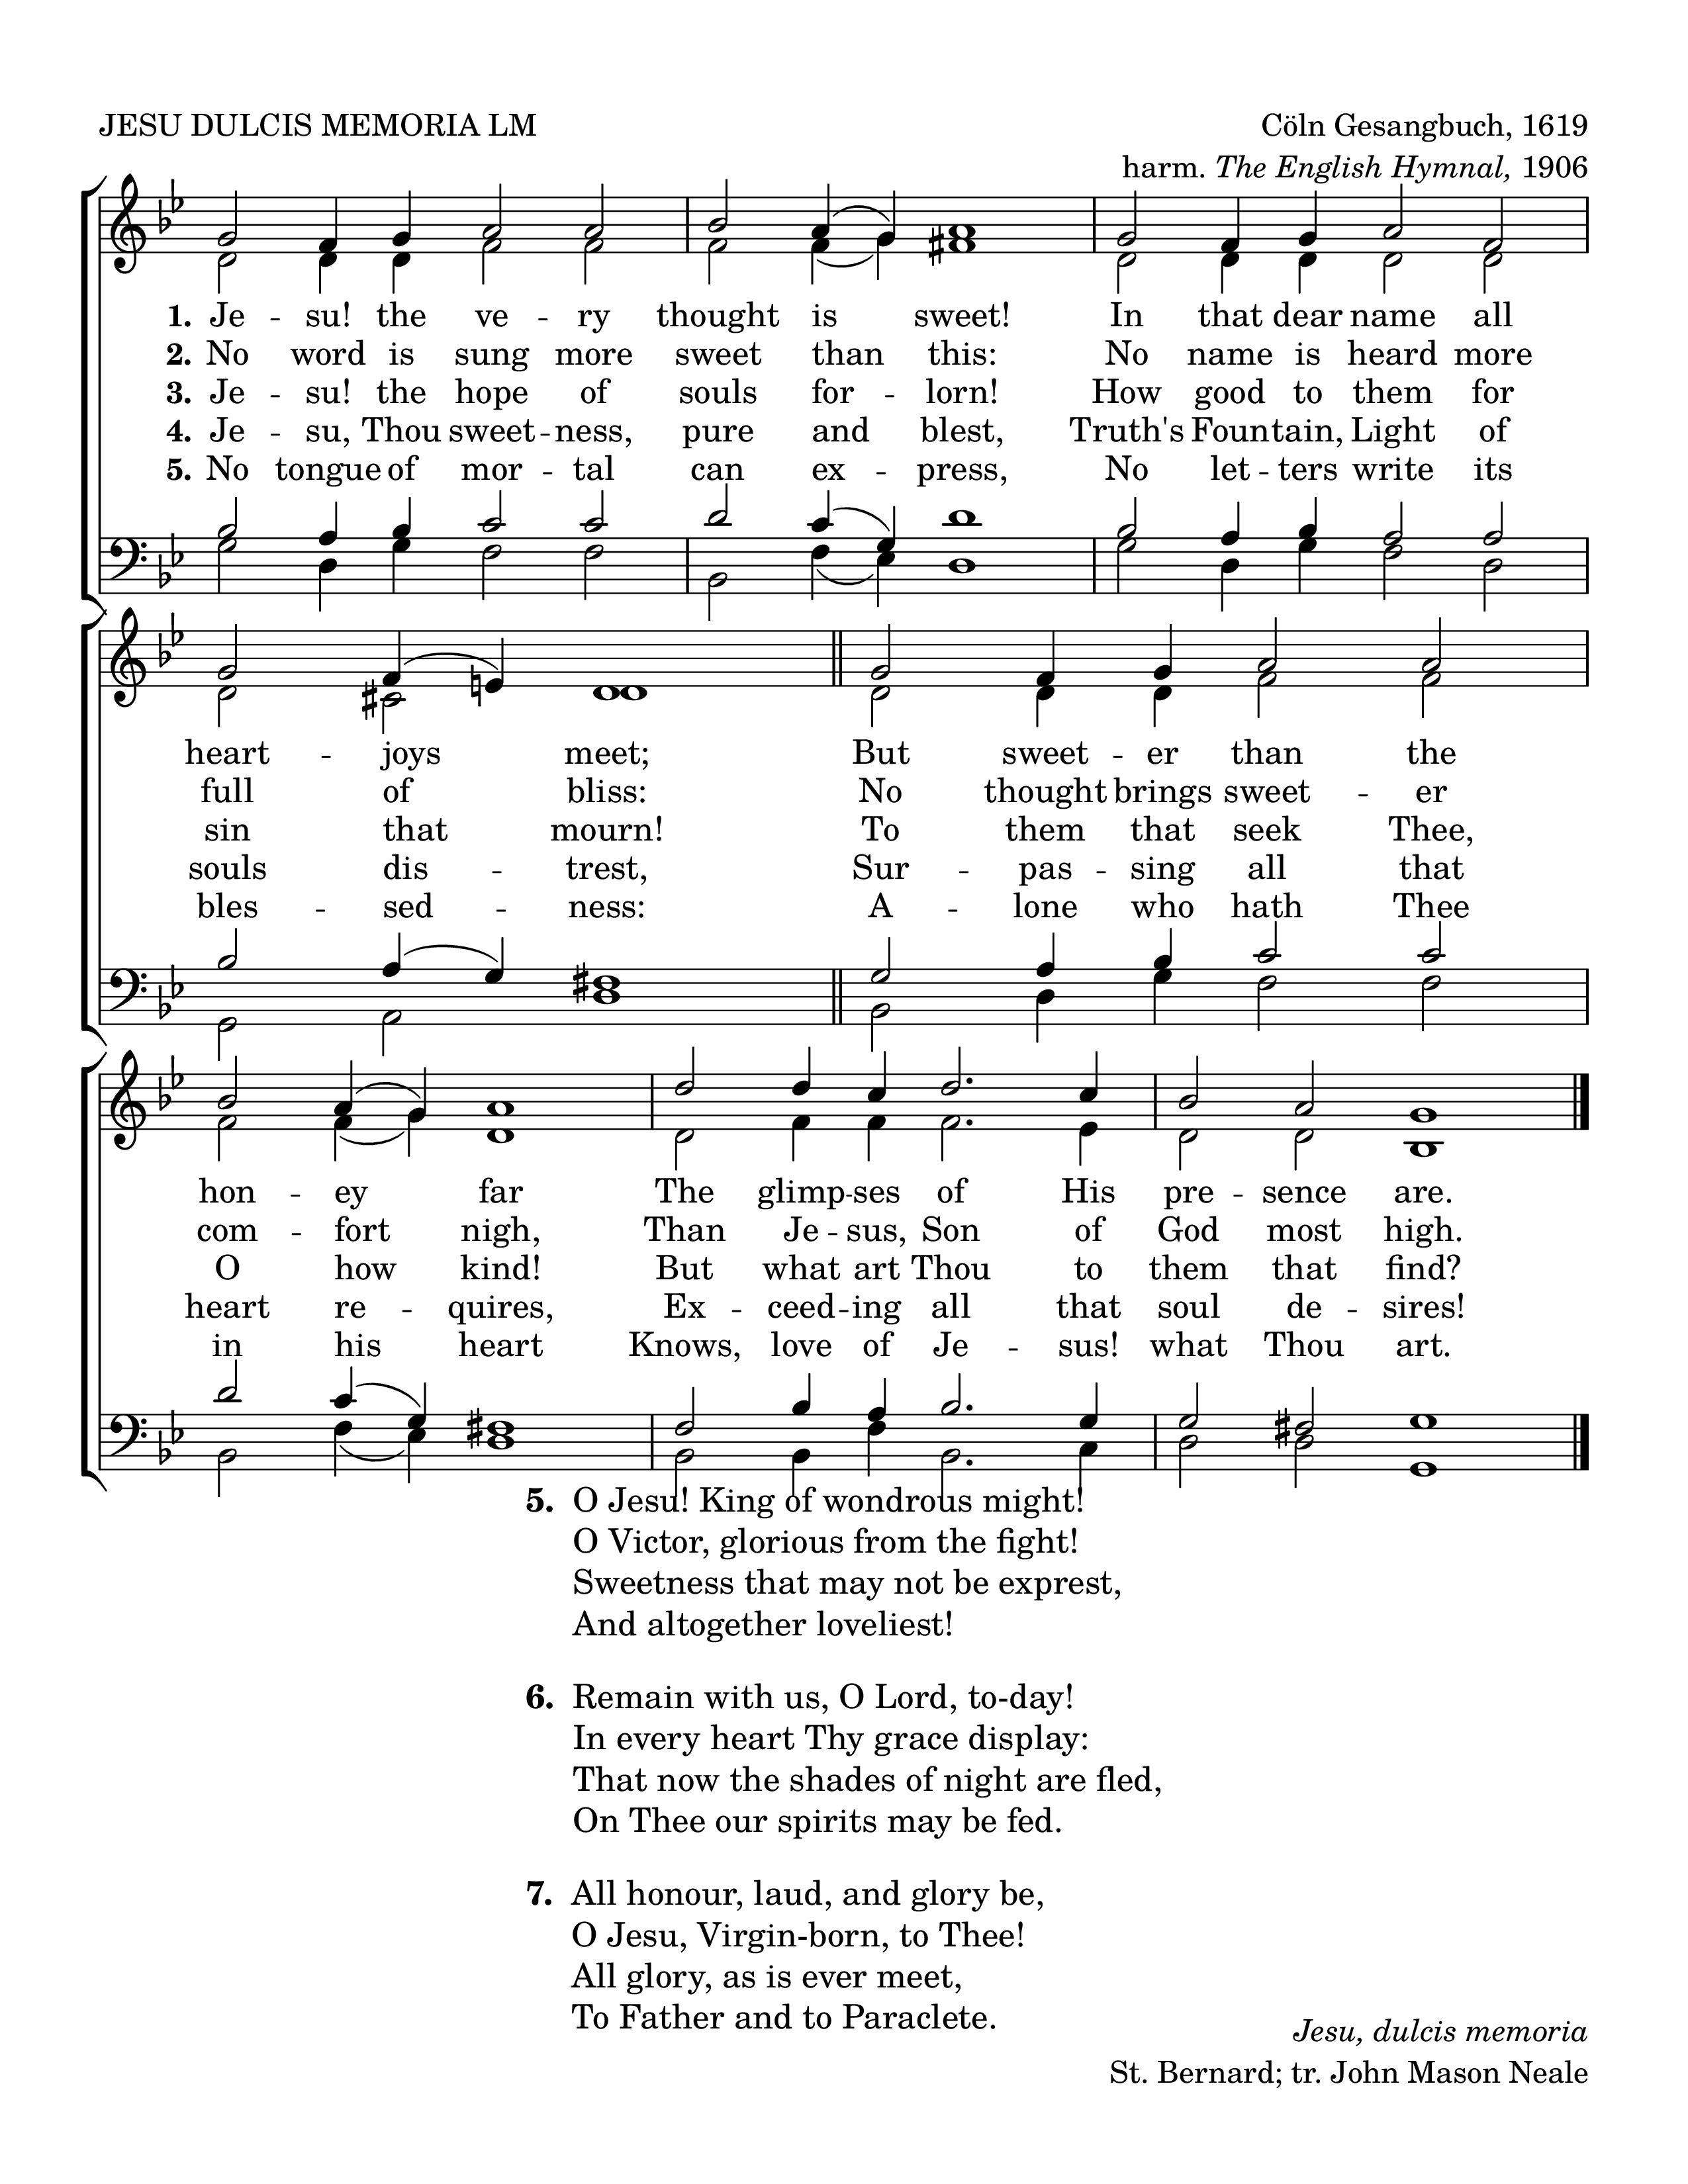 JESU DULCIS MEMORIA LM
Cöln Gesangbuch, 1619
harm. The English Hymnal, 1906
1. Je - su! the ve - ry thought is sweet! In that dear name all
2. No word is sung more sweet than this: No name is heard more
3. Je - su! the hope of souls for - lorn! How good to them for
4. Je - su, Thou sweet - ness, pure and blest, Truth's Foun - tain, Light of
5. No tongue of mor - tal can ex - press, No let - ters write its
heart - joys meet; But sweet - er than the
full of bliss: No thought brings sweet - er
sin that mourn! To them that seek Thee,
souls dis - trest, Sur - pas - sing all that
bles - sed - ness: A - lone who hath Thee
hon - ey far The glimp - ses of His pre - sence are.
com - fort nigh, Than Je - sus, Son of God most high.
O how kind! But what art Thou to them that find?
heart re - quires, Ex - ceed - ing all that soul de - sires!
in his heart Knows, love of Je - sus! what Thou art.
5. O Jesu! King of wondrous might!
O Victor, glorious from the fight!
Sweetness that may not be exprest,
And altogether loveliest!
6. Remain with us, O Lord, to-day!
In every heart Thy grace display:
That now the shades of night are fled,
On Thee our spirits may be fed.
7. All honour, laud, and glory be,
O Jesu, Virgin-born, to Thee!
All glory, as is ever meet,
To Father and to Paraclete.
Jesu, dulcis memoria
St. Bernard; tr. John Mason Neale